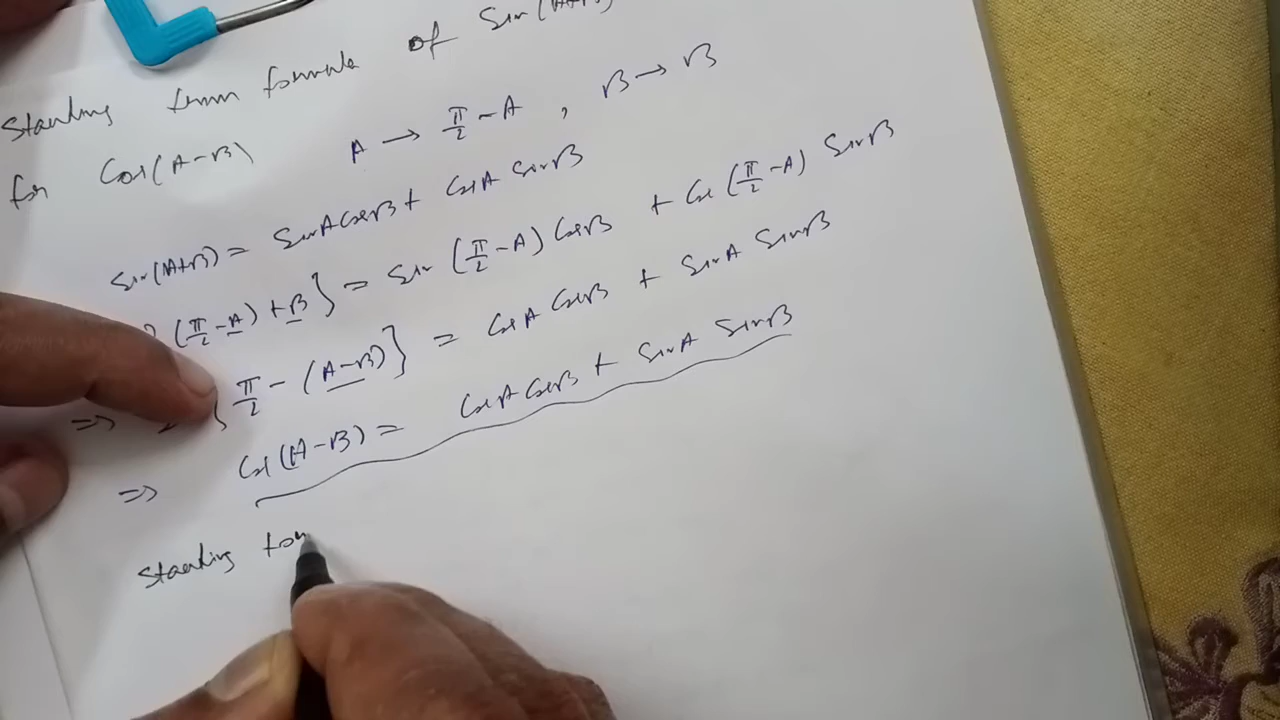 Starting from formula of Sin(A+B)
for Cos(A-B) A → π/2 - A , B → B
Sin(A+B) = SinA CosB + CosA SinB
(π/2 - A) + B} = Sin (π/2 - A) CosB + Cos (π/2 - A) SinB
=> {π/2 - (A-B)} = CosA CosB + SinA SinB
=> Cos(A-B) = CosA CosB + SinA SinB
Starting